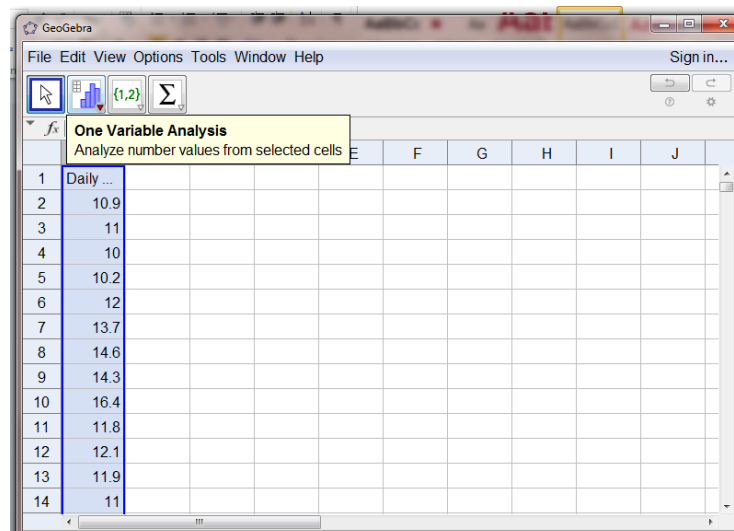 GeoGebra
File Edit View Options Tools Window Help Sign in...
{1,2} Σ
fx
One Variable Analysis
Analyze number values from selected cells
E F G H I J
1 Daily ...
2 10.9
3 11
4 10
5 10.2
6 12
7 13.7
8 14.6
9 14.3
10 16.4
11 11.8
12 12.1
13 11.9
14 11